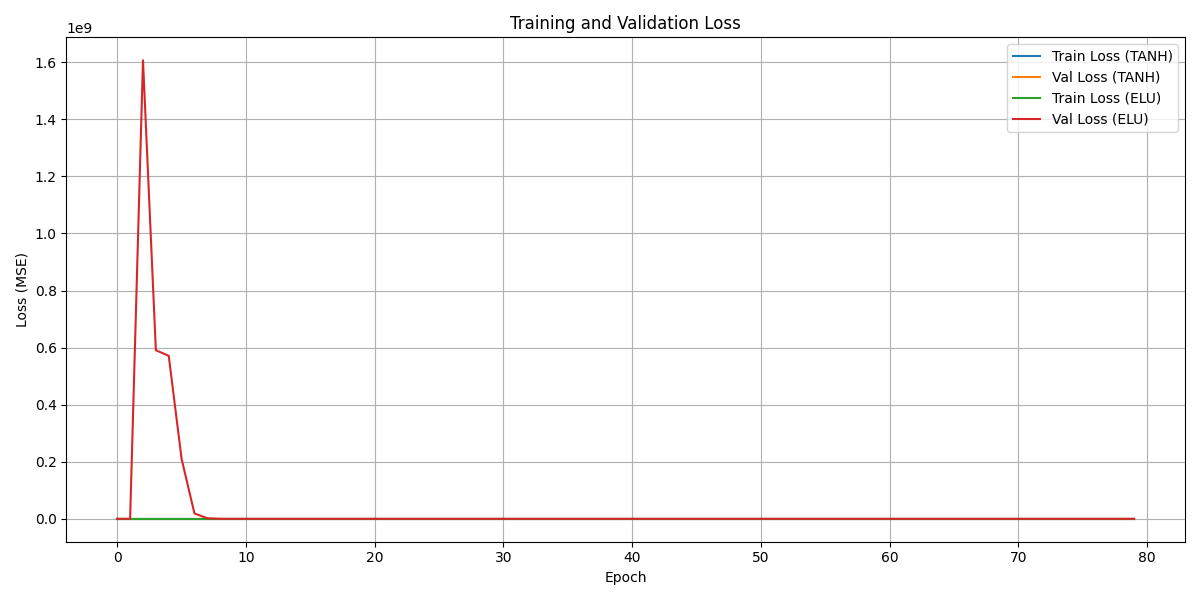 Training and Validation Loss
1e9
Train Loss (TANH)
Val Loss (TANH)
Train Loss (ELU)
Val Loss (ELU)
1.6
1.4
1.2
1.0
0.8
0.6
0.4
0.2
0.0
Loss (MSE)
0 10 20 30 40 50 60 70 80
Epoch